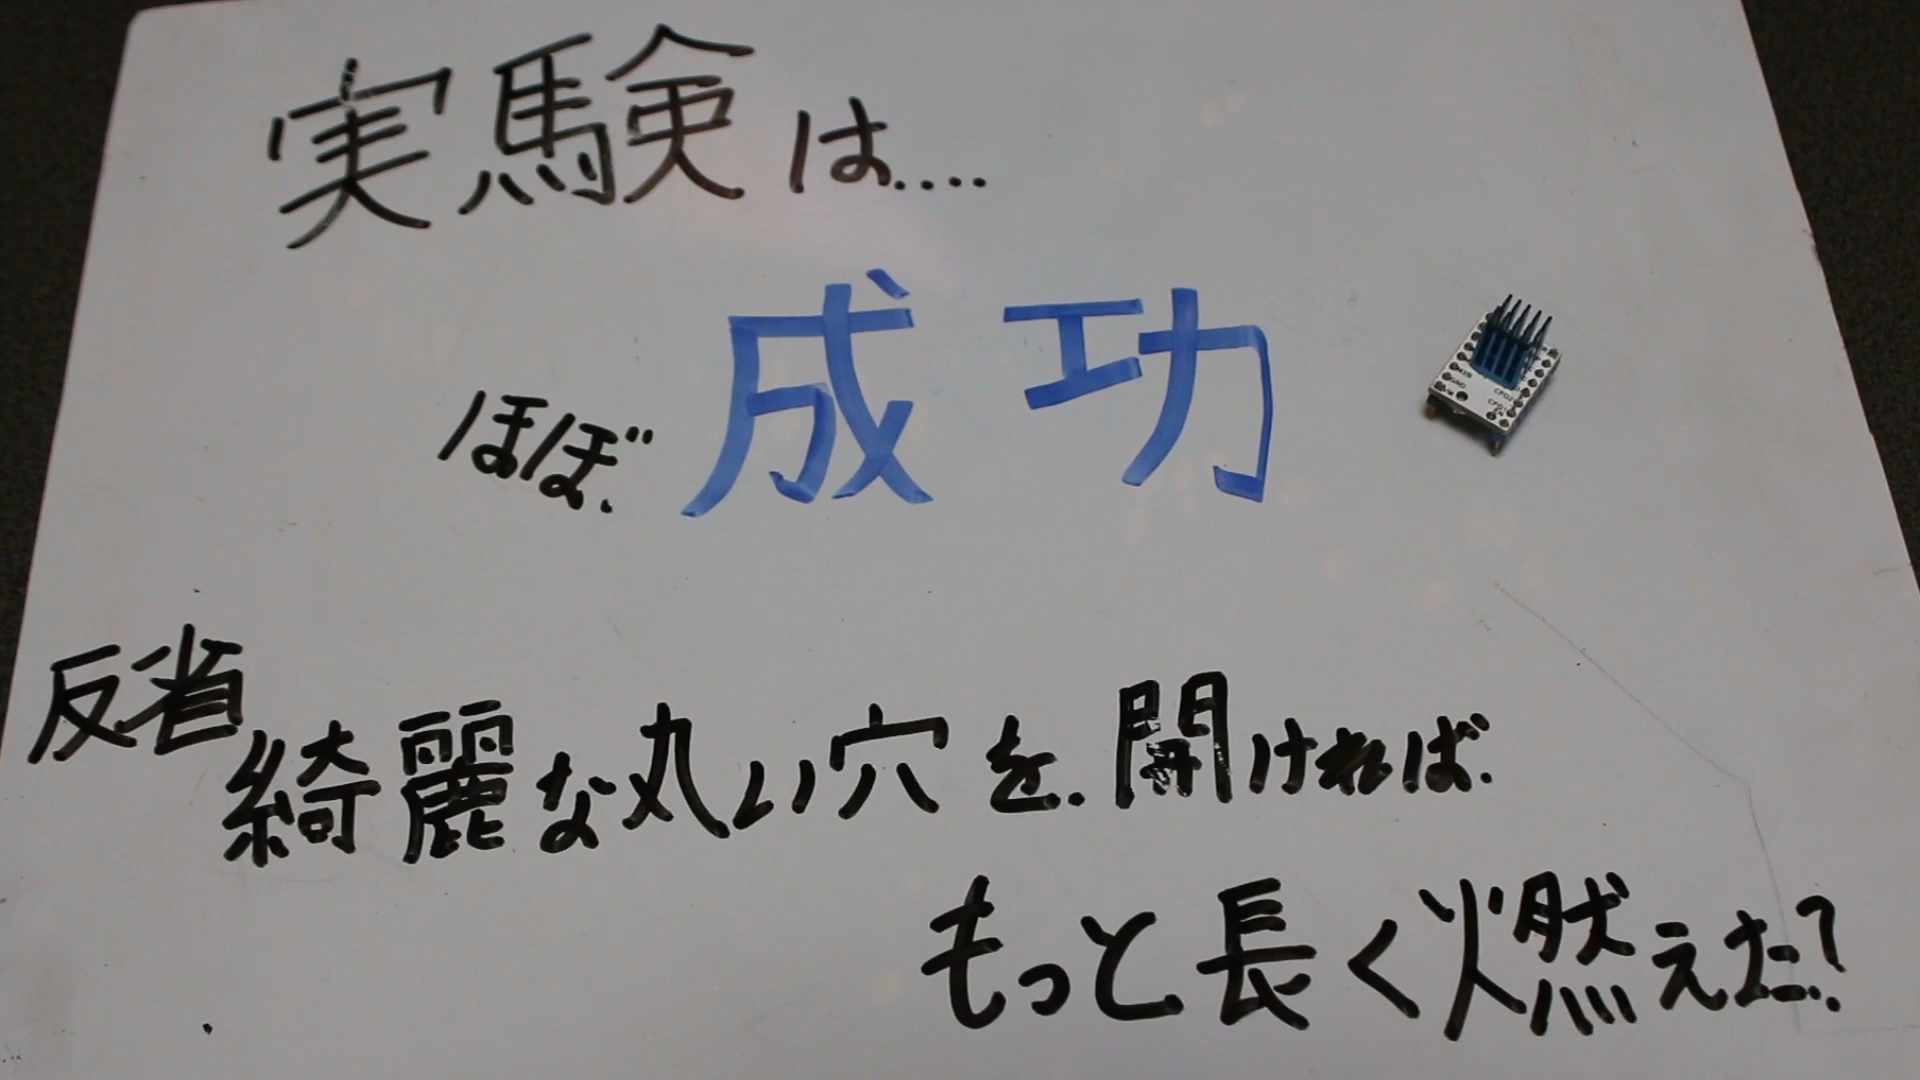 実験は....
ほぼ、成功
反省
綺麗な丸い穴を、開ければ、
もっと長く燃えた?